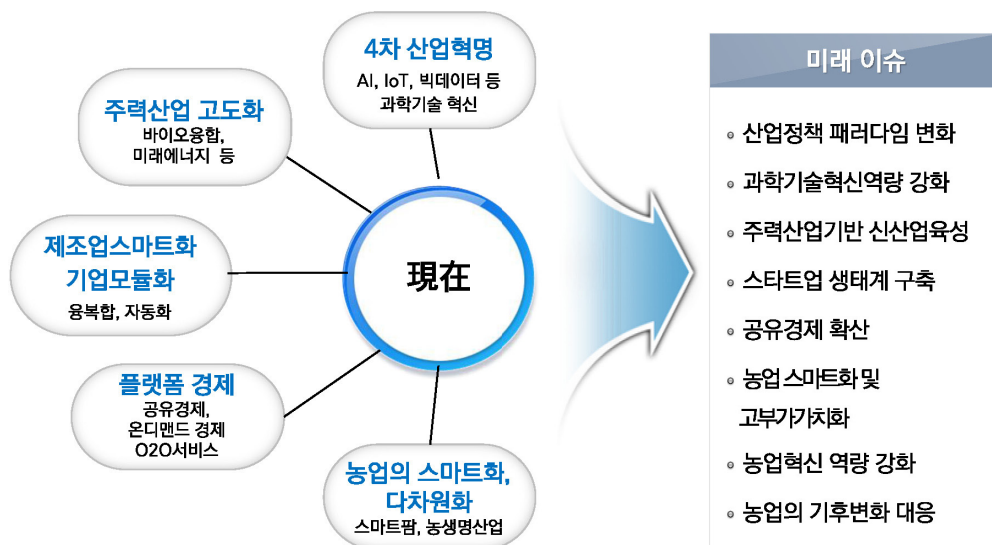 4차 산업혁명
AI, IoT, 빅데이터 등
과학기술 혁신
주력산업 고도화
바이오융합,
미래에너지 등
제조업스마트화
기업모듈화
융복합, 자동화
플랫폼 경제
공유경제,
온디맨드 경제
O2O서비스
농업의 스마트화,
다차원화
스마트팜, 농생명산업
現在
미래 이슈
산업정책 패러다임 변화
과학기술혁신역량 강화
주력산업기반 신산업육성
스타트업 생태계 구축
공유경제 확산
농업 스마트화 및
고부가가치화
농업혁신 역량 강화
농업의 기후변화 대응